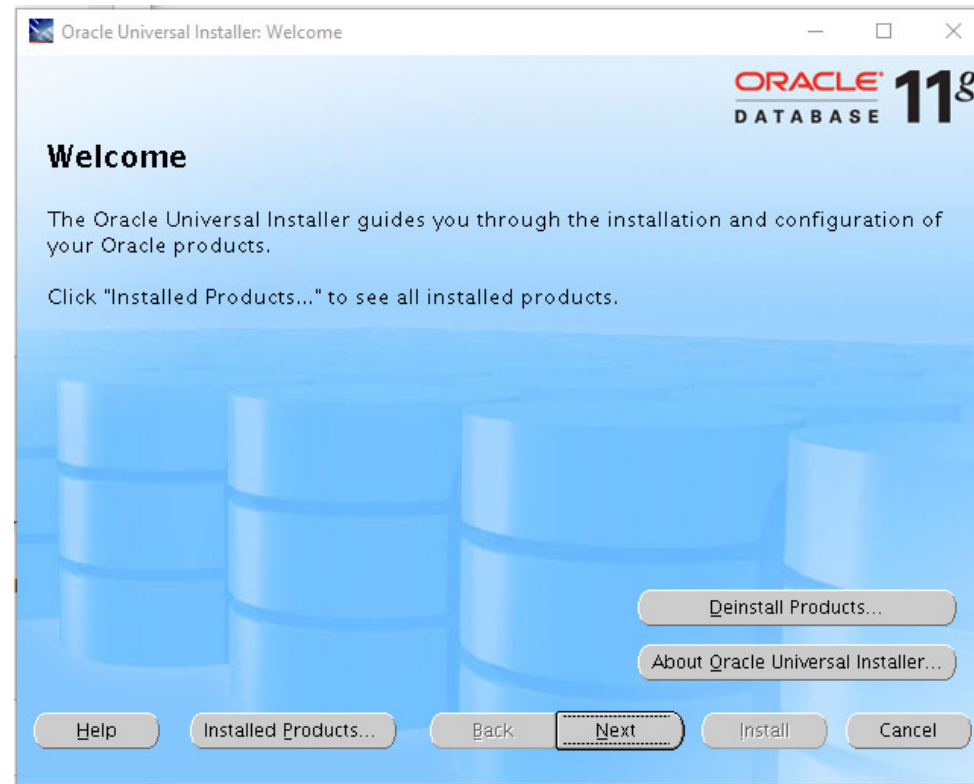 Oracle Universal Installer: Welcome
ORACLE 11g
DATABASE
Welcome
The Oracle Universal Installer guides you through the installation and configuration of
your Oracle products.
Click "Installed Products..." to see all installed products.
Deinstall Products...
About Oracle Universal Installer...
Help Installed Products... Back Next Install Cancel